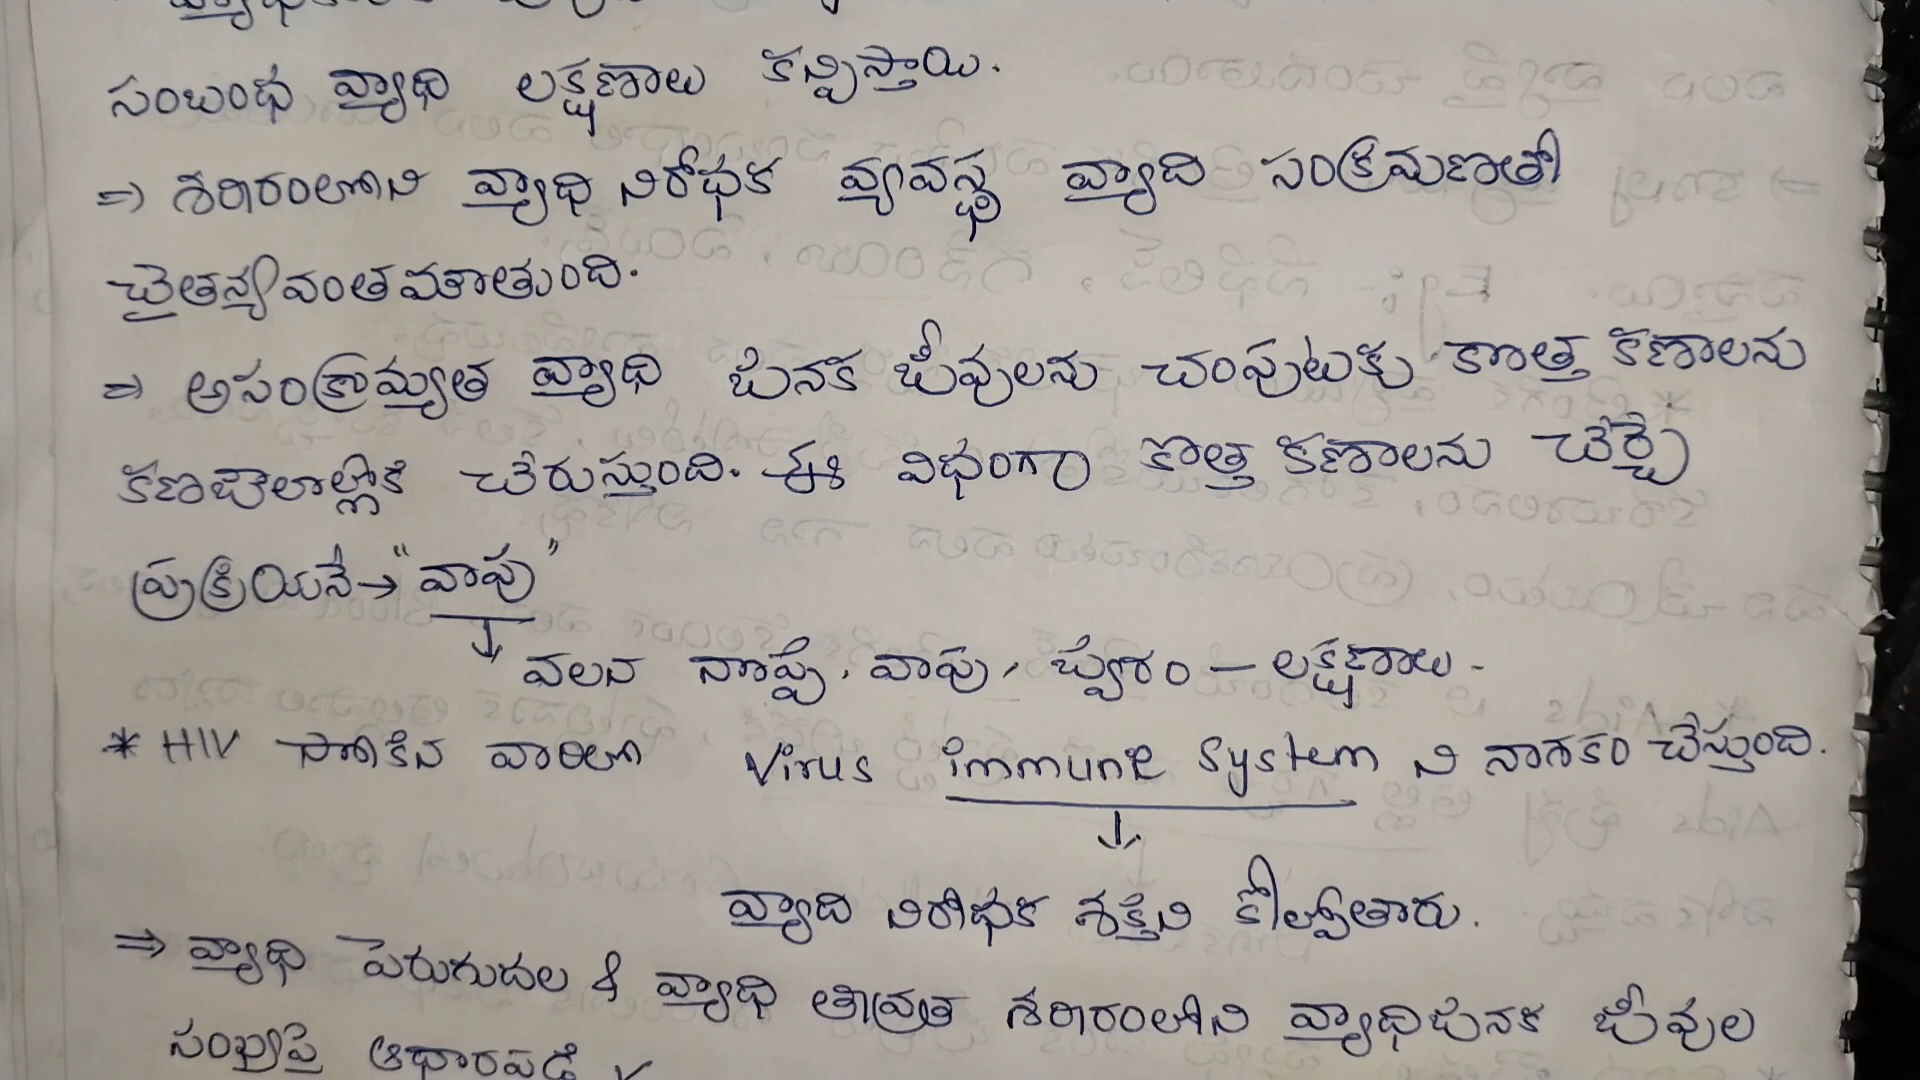 సంబంధ వ్యాధి లక్షణాలు కన్పిస్తాయి.
=> శరీరంలోని వ్యాధి నిరోధక వ్యవస్థ వ్యాది సంక్రమణతో
చైతన్యవంతమౌతుంది.
=> అసంక్రామ్యత వ్యాధి జనక జీవులను చంపుటకు కొత్త కణాలను
కణజాలాల్లోకి చేరుస్తుంది. ఈ విధంగా కొత్త కణాలను చేర్చే
ప్రక్రియనే→ "వాపు"
↓ వలన నొప్పి, వాపు, జ్వరం – లక్షణాలు -
* HIV సోకిన వారిలో Virus immune system ని నాశకం చేస్తుంది.
↓
వ్యాది నిరోధక శక్తిని కోల్పోతారు.
=> వ్యాధి పెరుగుదల & వ్యాధి తీవ్రత శరీరంలోని వ్యాధిజనక జీవుల
సంఖ్యపై ఆధారపడి